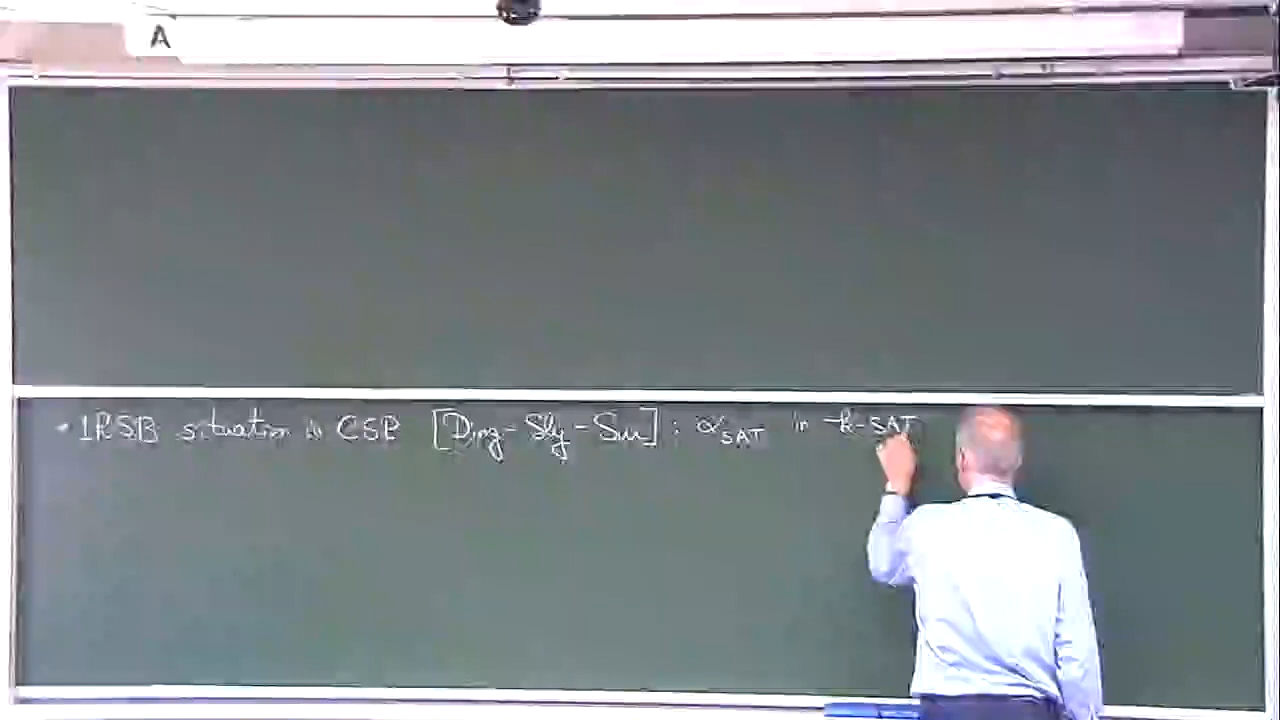 A
• 1RSB situation in CSP [Ding-Sly-Sun] : α_SAT in k-SAT